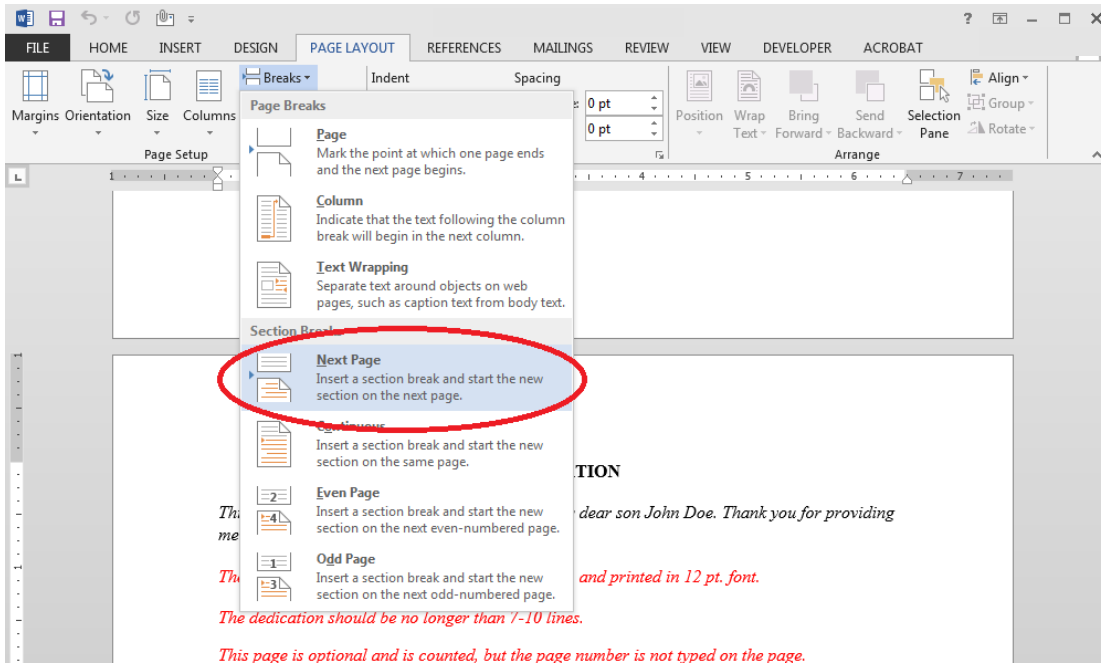 FILE HOME INSERT DESIGN PAGE LAYOUT REFERENCES MAILINGS REVIEW VIEW DEVELOPER ACROBAT
Breaks Indent Spacing Align
0 pt Group
Margins Orientation Size Columns Position Wrap Bring Send Selection
0 pt Text Forward Backward Pane Rotate
Page Setup Arrange
1 4 5 6 7
Page Breaks
Page
Mark the point at which one page ends
and the next page begins.
Column
Indicate that the text following the column
break will begin in the next column.
Text Wrapping
Separate text around objects on web
pages, such as caption text from body text.
Section Breaks
Next Page
Insert a section break and start the new
section on the next page.
Continuous
Insert a section break and start the new
section on the same page.
Even Page
Insert a section break and start the new
section on the next even-numbered page.
Odd Page
Insert a section break and start the new
section on the next odd-numbered page.
TION
dear son John Doe. Thank you for providing
me
The and printed in 12 pt. font.
The dedication should be no longer than 7-10 lines.
This page is optional and is counted, but the page number is not typed on the page.